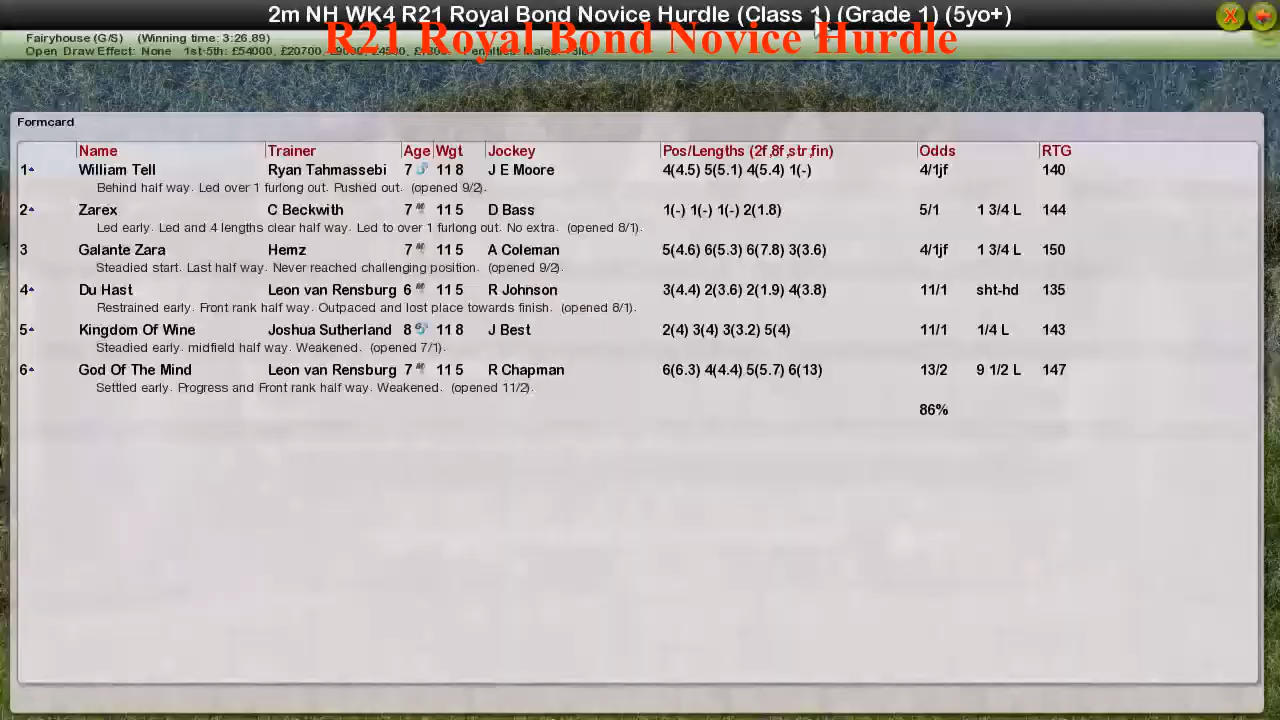 2m NH WK4 R21 Royal Bond Novice Hurdle (Class 1) (Grade 1) (5yo+)
R21 Royal Bond Novice Hurdle
Fairyhouse (G/S) (Winning time: 3:26.89)
Open Draw Effect: None 1st-5th: £54000, £20700,
Formcard
Name Trainer Age Wgt Jockey Pos/Lengths (2f,8f,str,fin) Odds RTG
1 William Tell Ryan Tahmassebi 7 11 8 J E Moore 4(4.5) 5(5.1) 4(5.4) 1(-) 4/1jf 140
Behind half way. Led over 1 furlong out. Pushed out. (opened 9/2).
2 Zarex C Beckwith 7 11 5 D Bass 1(-) 1(-) 1(-) 2(1.8) 5/1 1 3/4 L 144
Led early. Led and 4 lengths clear half way. Led to over 1 furlong out. No extra. (opened 8/1).
3 Galante Zara Hemz 7 11 5 A Coleman 5(4.6) 6(5.3) 6(7.8) 3(3.6) 4/1jf 1 3/4 L 150
Steadied start. Last half way. Never reached challenging position. (opened 9/2).
4 Du Hast Leon van Rensburg 6 11 5 R Johnson 3(4.4) 2(3.6) 2(1.9) 4(3.8) 11/1 sht-hd 135
Restrained early. Front rank half way. Outpaced and lost place towards finish. (opened 8/1).
5 Kingdom Of Wine Joshua Sutherland 8 11 8 J Best 2(4) 3(4) 3(3.2) 5(4) 11/1 1/4 L 143
Steadied early. midfield half way. Weakened. (opened 7/1).
6 God Of The Mind Leon van Rensburg 7 11 5 R Chapman 6(6.3) 4(4.4) 5(5.7) 6(13) 13/2 9 1/2 L 147
Settled early. Progress and Front rank half way. Weakened. (opened 11/2).
86%